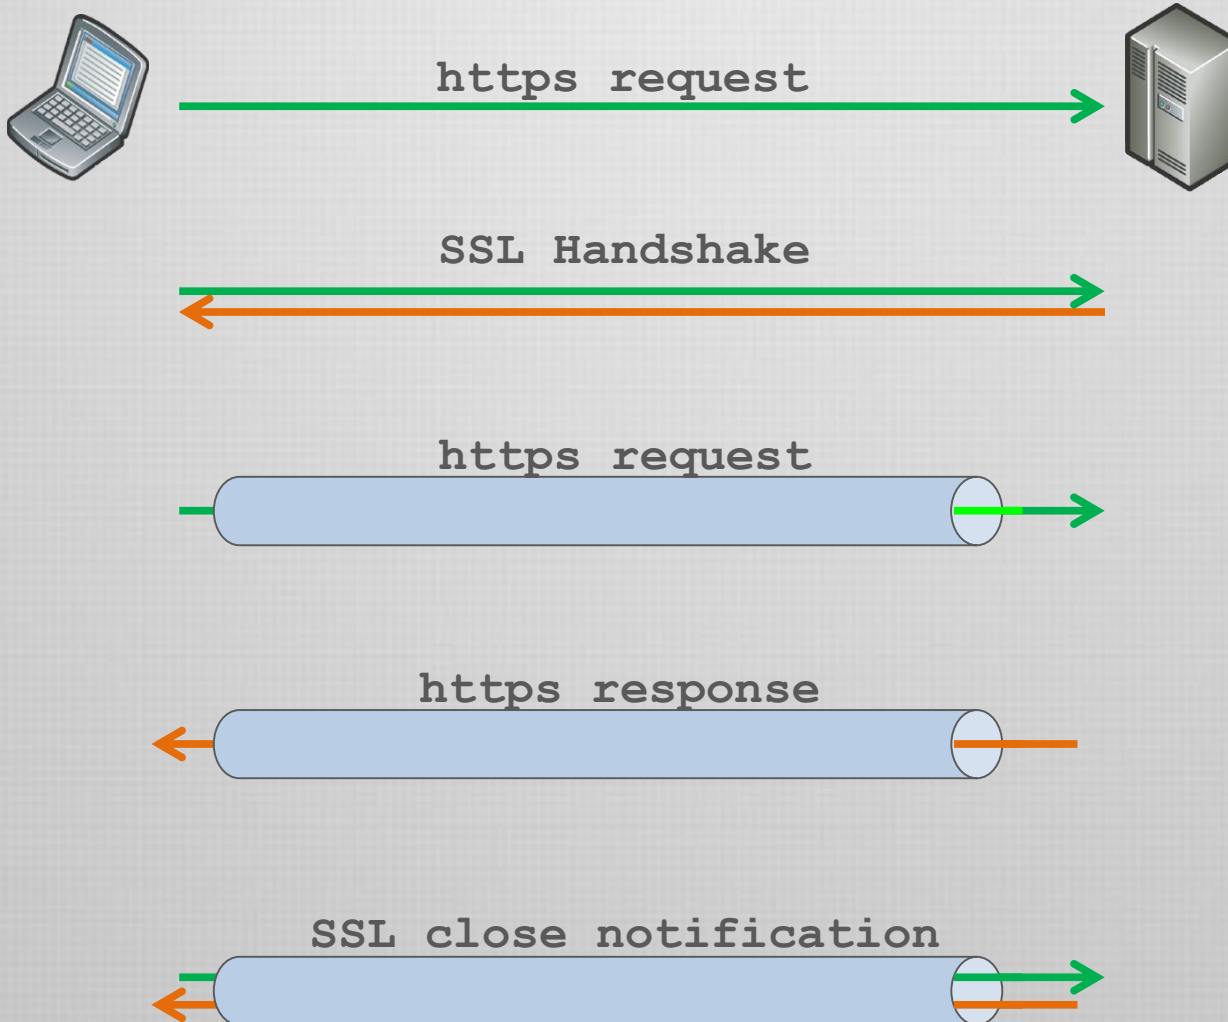 https request
SSL Handshake
https request
https response
SSL close notification